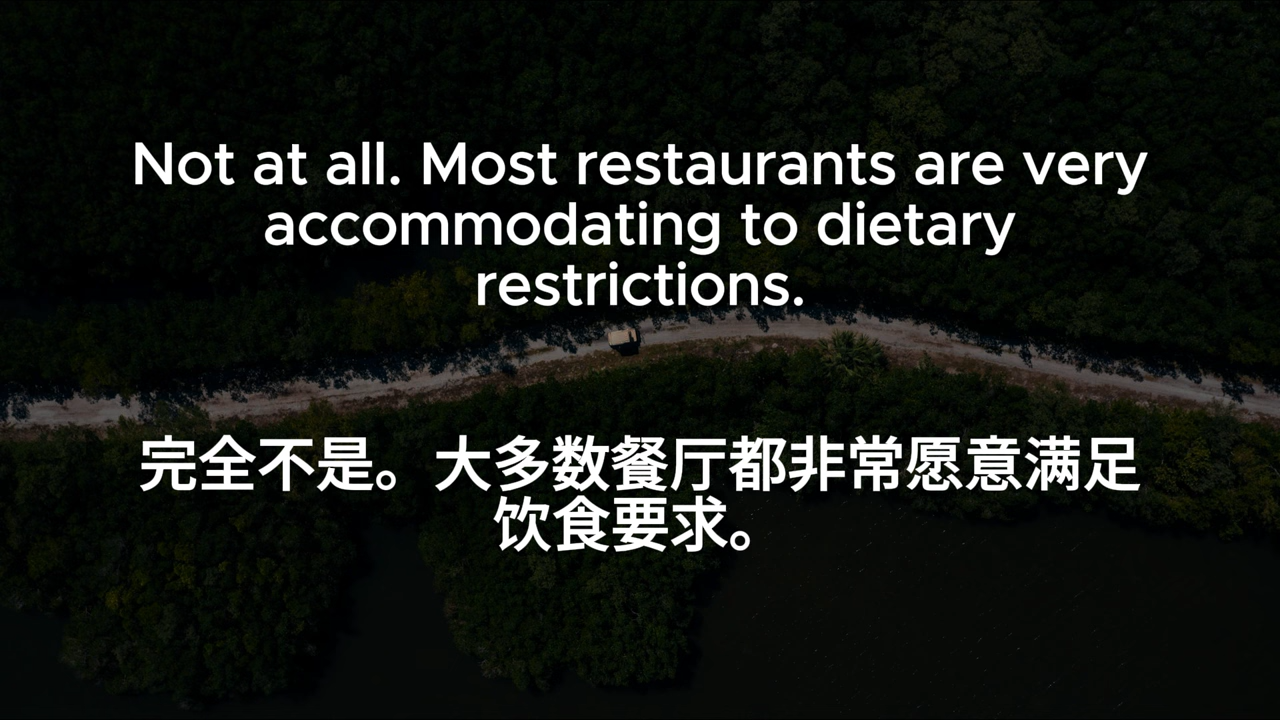 Not at all. Most restaurants are very
accommodating to dietary
restrictions.
完全不是。大多数餐厅都非常愿意满足
饮食要求。